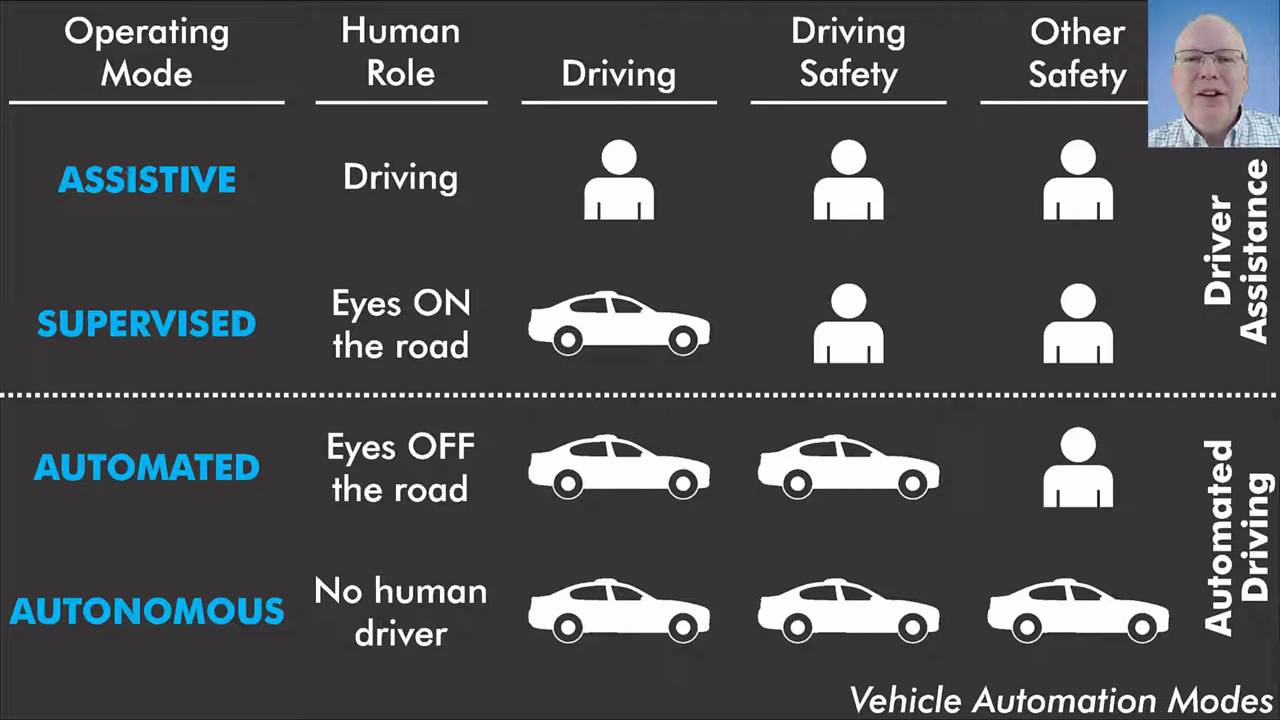 Operating
Mode
Human
Role
Driving
Driving
Safety
Other
Safety
ASSISTIVE
Driving
SUPERVISED
Eyes ON
the road
Driver
Assistance
AUTOMATED
Eyes OFF
the road
AUTONOMOUS
No human
driver
Automated
Driving
Vehicle Automation Modes